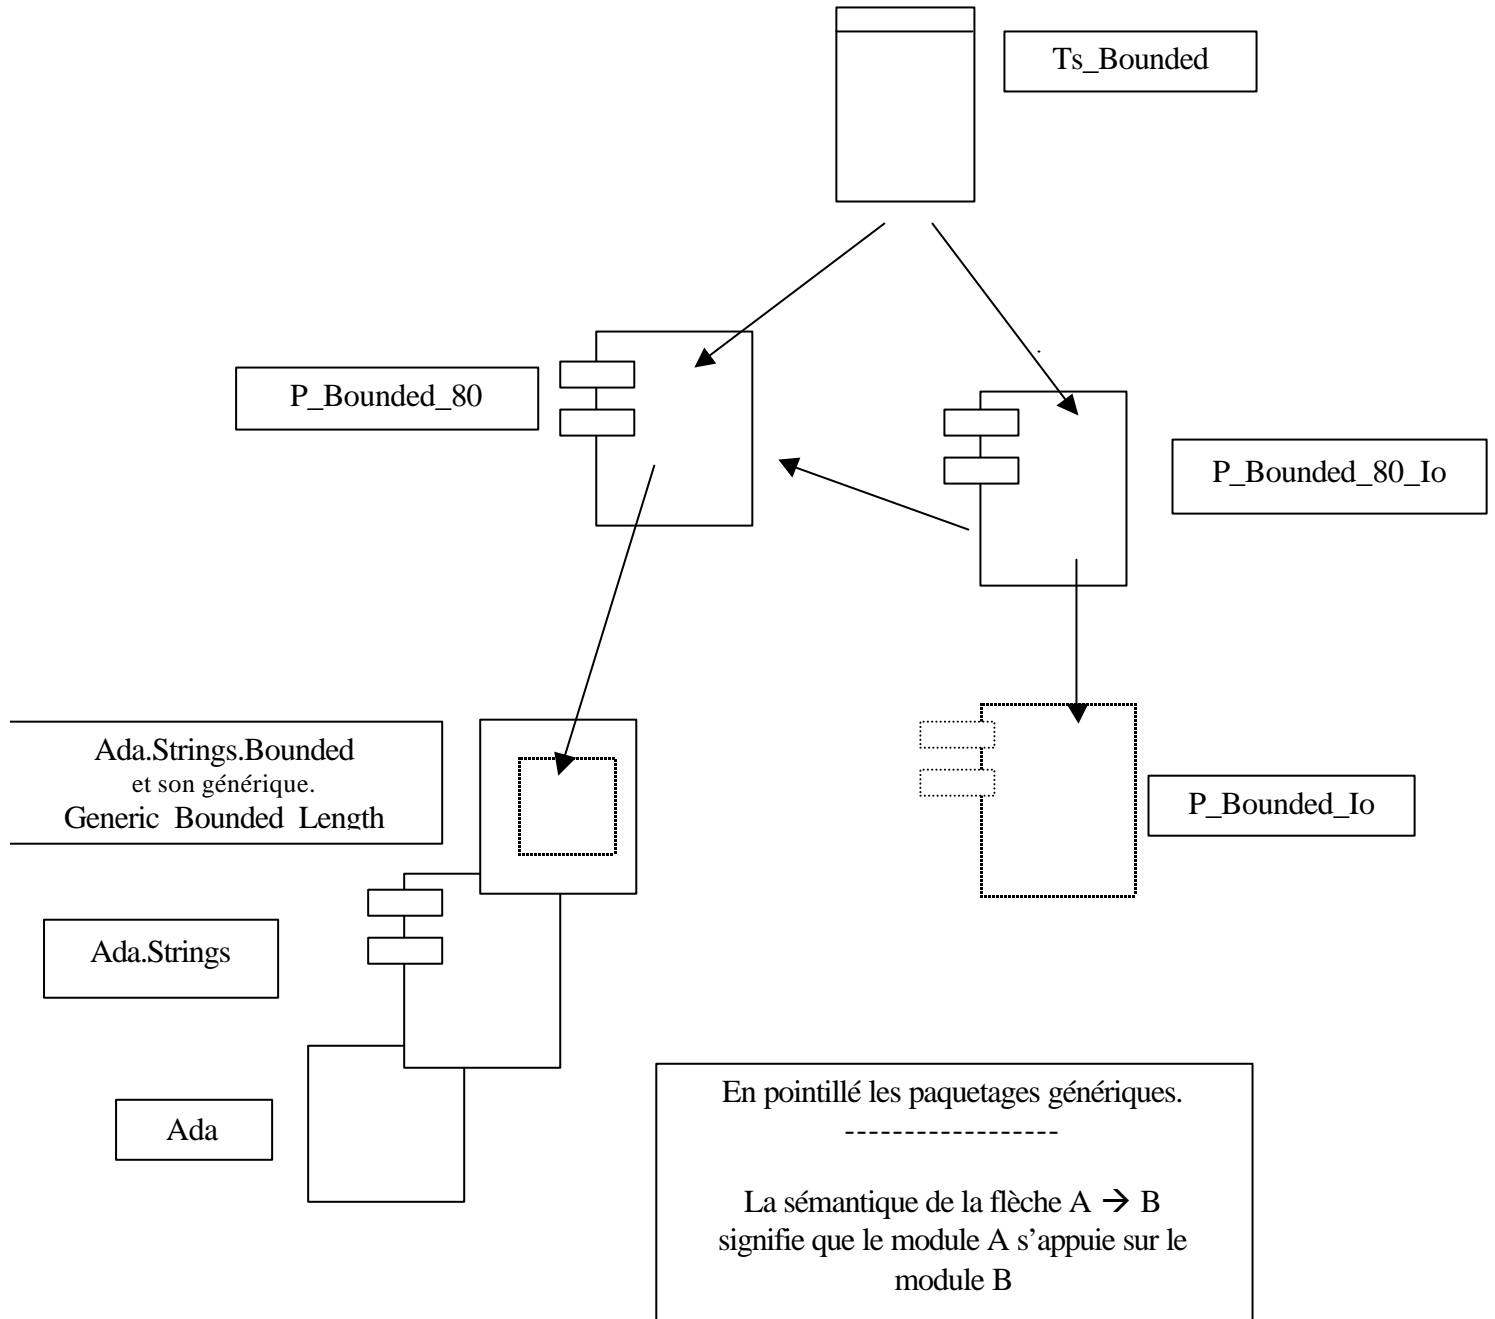 Ts_Bounded
P_Bounded_80
P_Bounded_80_Io
Ada.Strings.Bounded
et son générique.
Generic_Bounded_Length
P_Bounded_Io
Ada.Strings
Ada
En pointillé les paquetages génériques.
------------------
La sémantique de la flèche A → B
signifie que le module A s’appuie sur le
module B